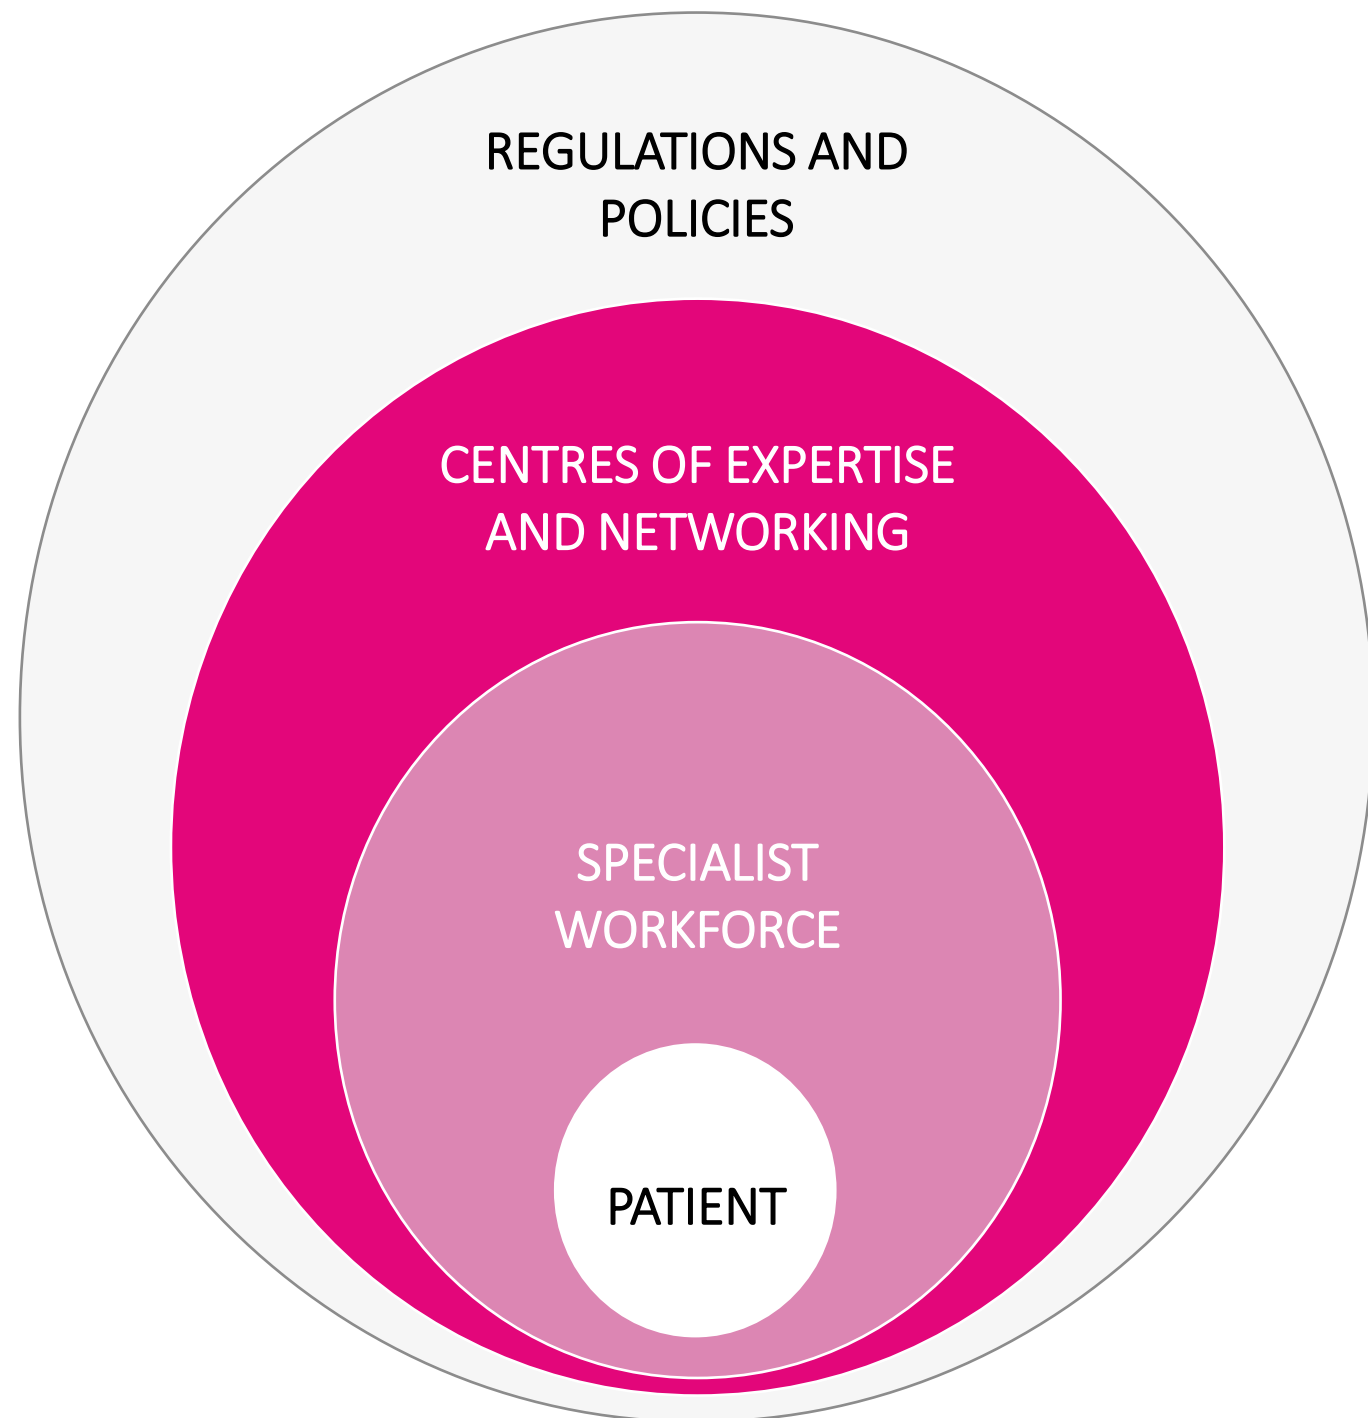 REGULATIONS AND
POLICIES
CENTRES OF EXPERTISE
AND NETWORKING
SPECIALIST
WORKFORCE
PATIENT